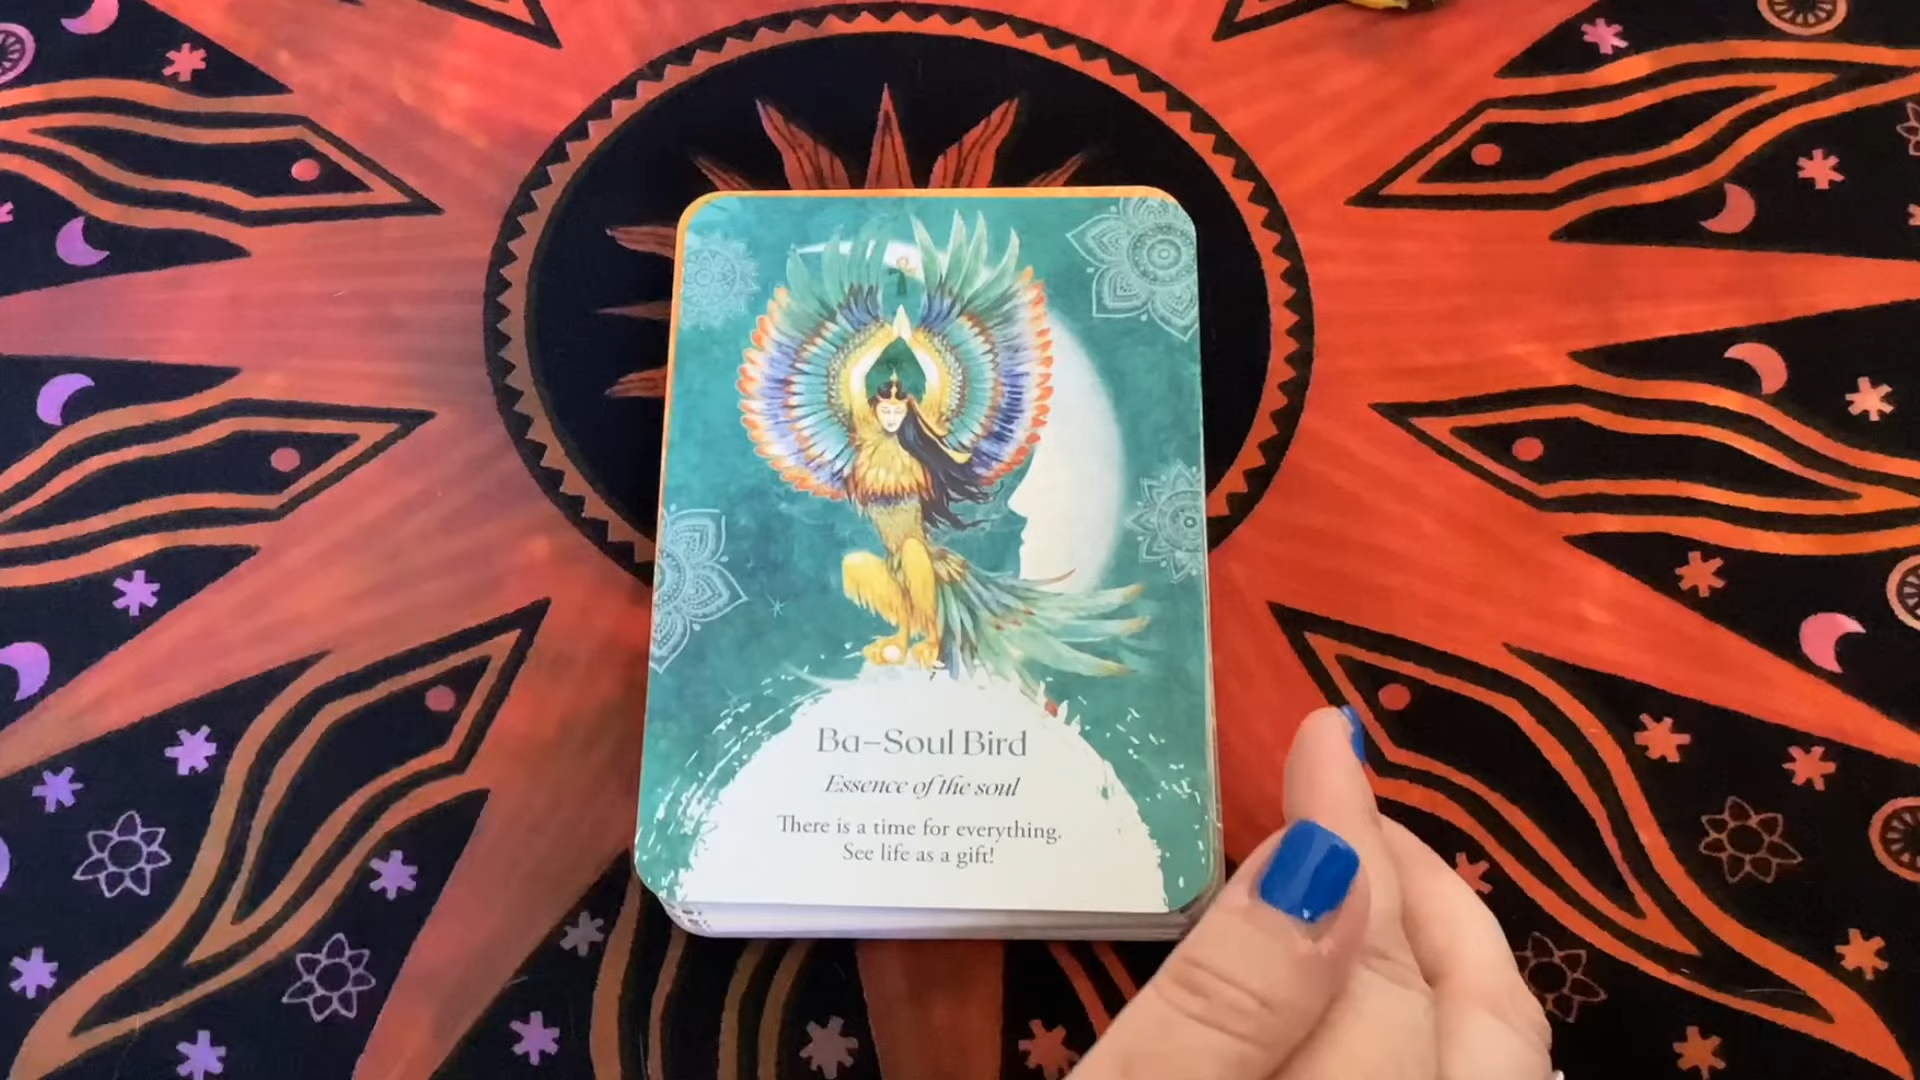 Ba–Soul Bird
Essence of the soul
There is a time for everything.
See life as a gift!